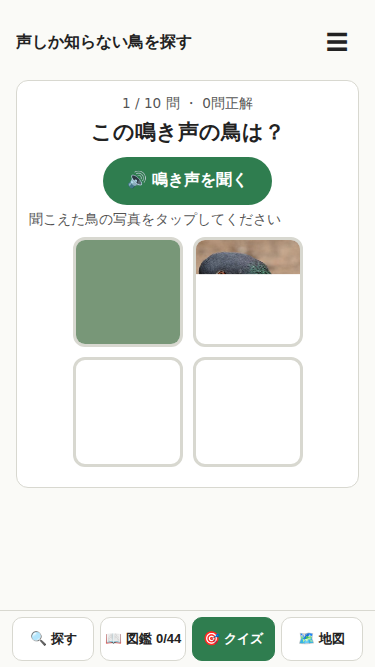 声しか知らない鳥を探す
1 / 10 問 ・ 0問正解
この鳴き声の鳥は？
🔊 鳴き声を聞く
聞こえた鳥の写真をタップしてください
🔍 探す
📖 図鑑 0/44
🎯 クイズ
🗺️ 地図